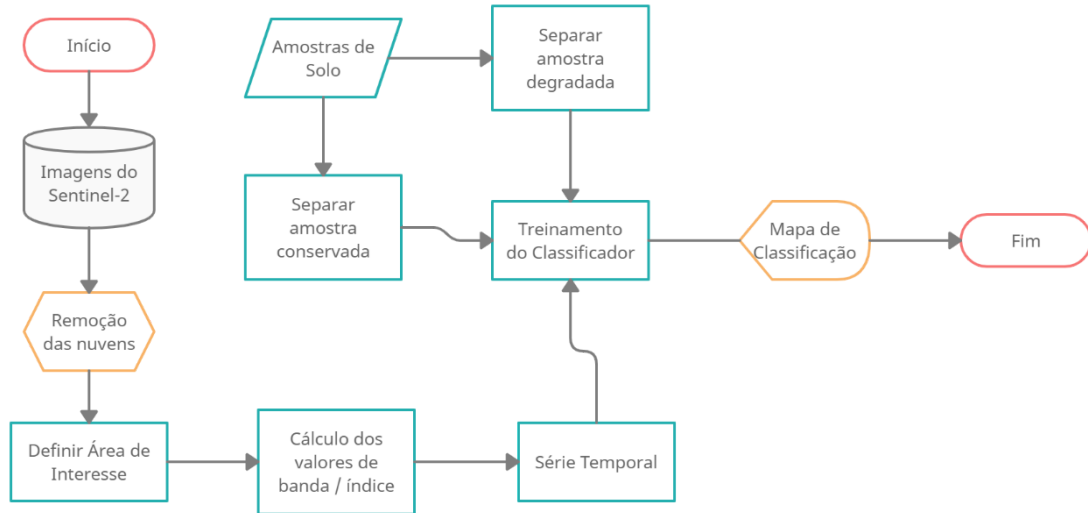 Início
Imagens do
Sentinel-2
Remoção
das nuvens
Definir Área de
Interesse
Cálculo dos
valores de
banda / índice
Série Temporal
Amostras de
Solo
Separar
amostra
degradada
Separar
amostra
conservada
Treinamento
do Classificador
Mapa de
Classificação
Fim